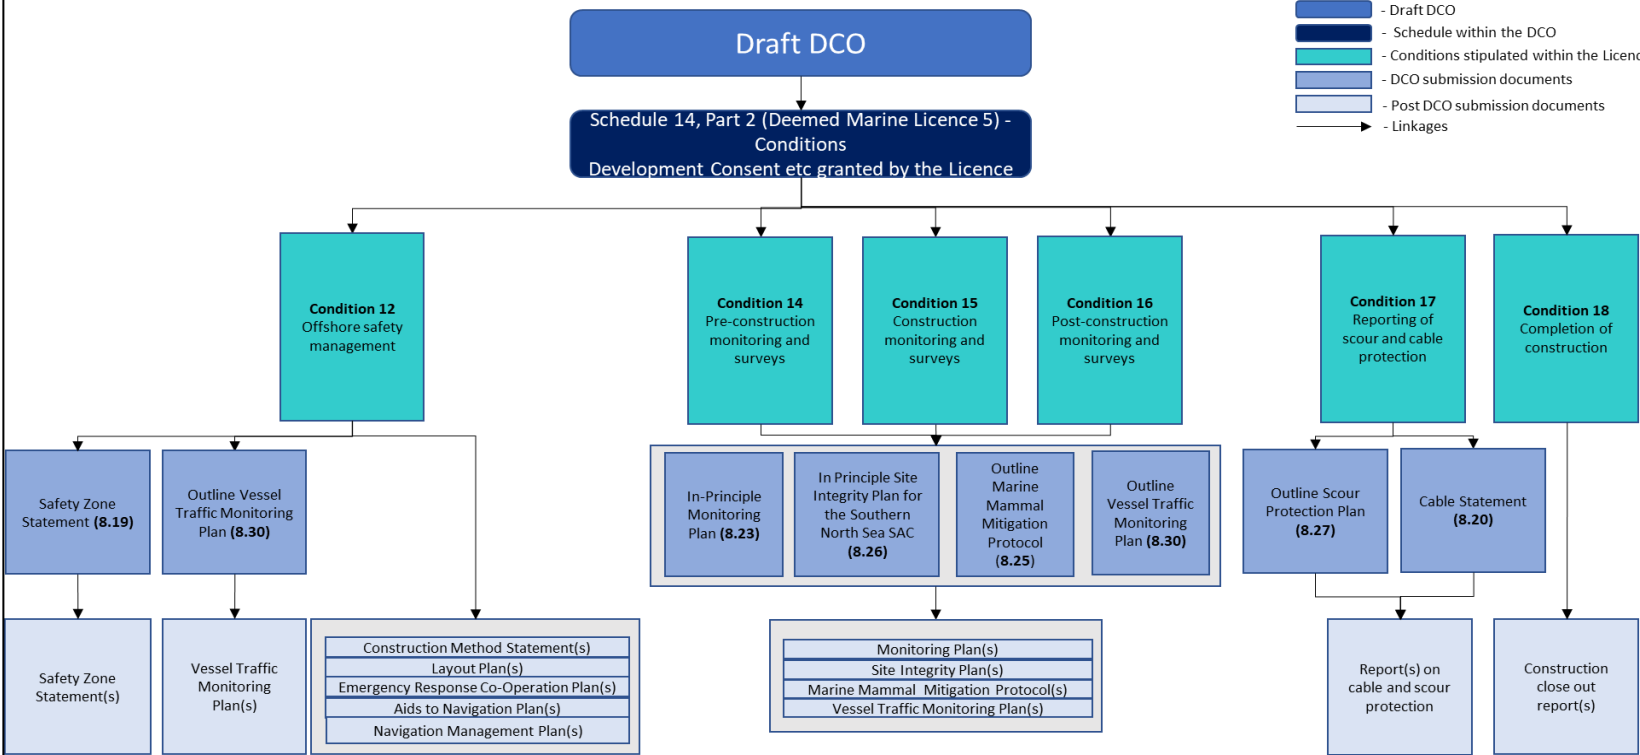 Draft DCO
- Draft DCO
- Schedule within the DCO
- Conditions stipulated within the Licenc
- DCO submission documents
- Post DCO submission documents
- Linkages
Schedule 14, Part 2 (Deemed Marine Licence 5) -
Conditions
Development Consent etc granted by the Licence
Condition 12
Offshore safety
management
Condition 14
Pre-construction
monitoring and
surveys
Condition 15
Construction
monitoring and
surveys
Condition 16
Post-construction
monitoring and
surveys
Condition 17
Reporting of
scour and cable
protection
Condition 18
Completion of
construction
Safety Zone
Statement (8.19)
Outline Vessel
Traffic Monitoring
Plan (8.30)
In-Principle
Monitoring
Plan (8.23)
In Principle Site
Integrity Plan for
the Southern
North Sea SAC
(8.26)
Outline
Marine
Mammal
Mitigation
Protocol
(8.25)
Outline
Vessel Traffic
Monitoring
Plan (8.30)
Outline Scour
Protection Plan
(8.27)
Cable Statement
(8.20)
Safety Zone
Statement(s)
Vessel Traffic
Monitoring
Plan(s)
Construction Method Statement(s)
Layout Plan(s)
Emergency Response Co-Operation Plan(s)
Aids to Navigation Plan(s)
Navigation Management Plan(s)
Monitoring Plan(s)
Site Integrity Plan(s)
Marine Mammal Mitigation Protocol(s)
Vessel Traffic Monitoring Plan(s)
Report(s) on
cable and scour
protection
Construction
close out
report(s)